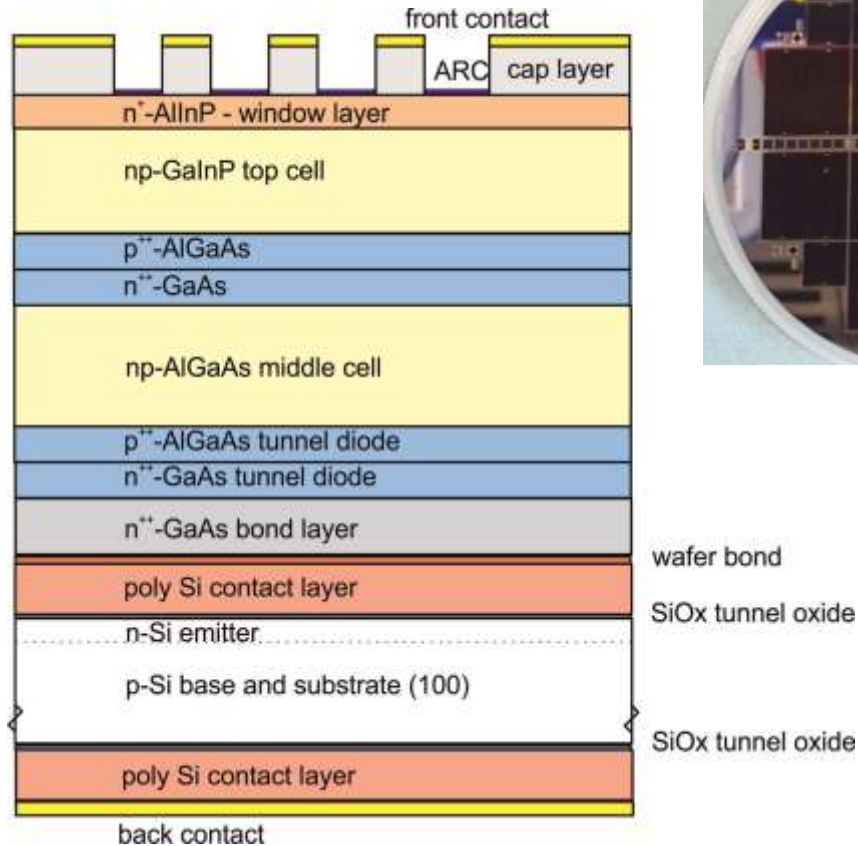 front contact
ARC cap layer
n⁺-AlInP - window layer
np-GaInP top cell
p⁺⁺-AlGaAs
n⁺⁺-GaAs
np-AlGaAs middle cell
p⁺⁺-AlGaAs tunnel diode
n⁺⁺-GaAs tunnel diode
n⁺⁺-GaAs bond layer
wafer bond
poly Si contact layer
SiOx tunnel oxide
n-Si emitter
p-Si base and substrate (100)
SiOx tunnel oxide
poly Si contact layer
back contact